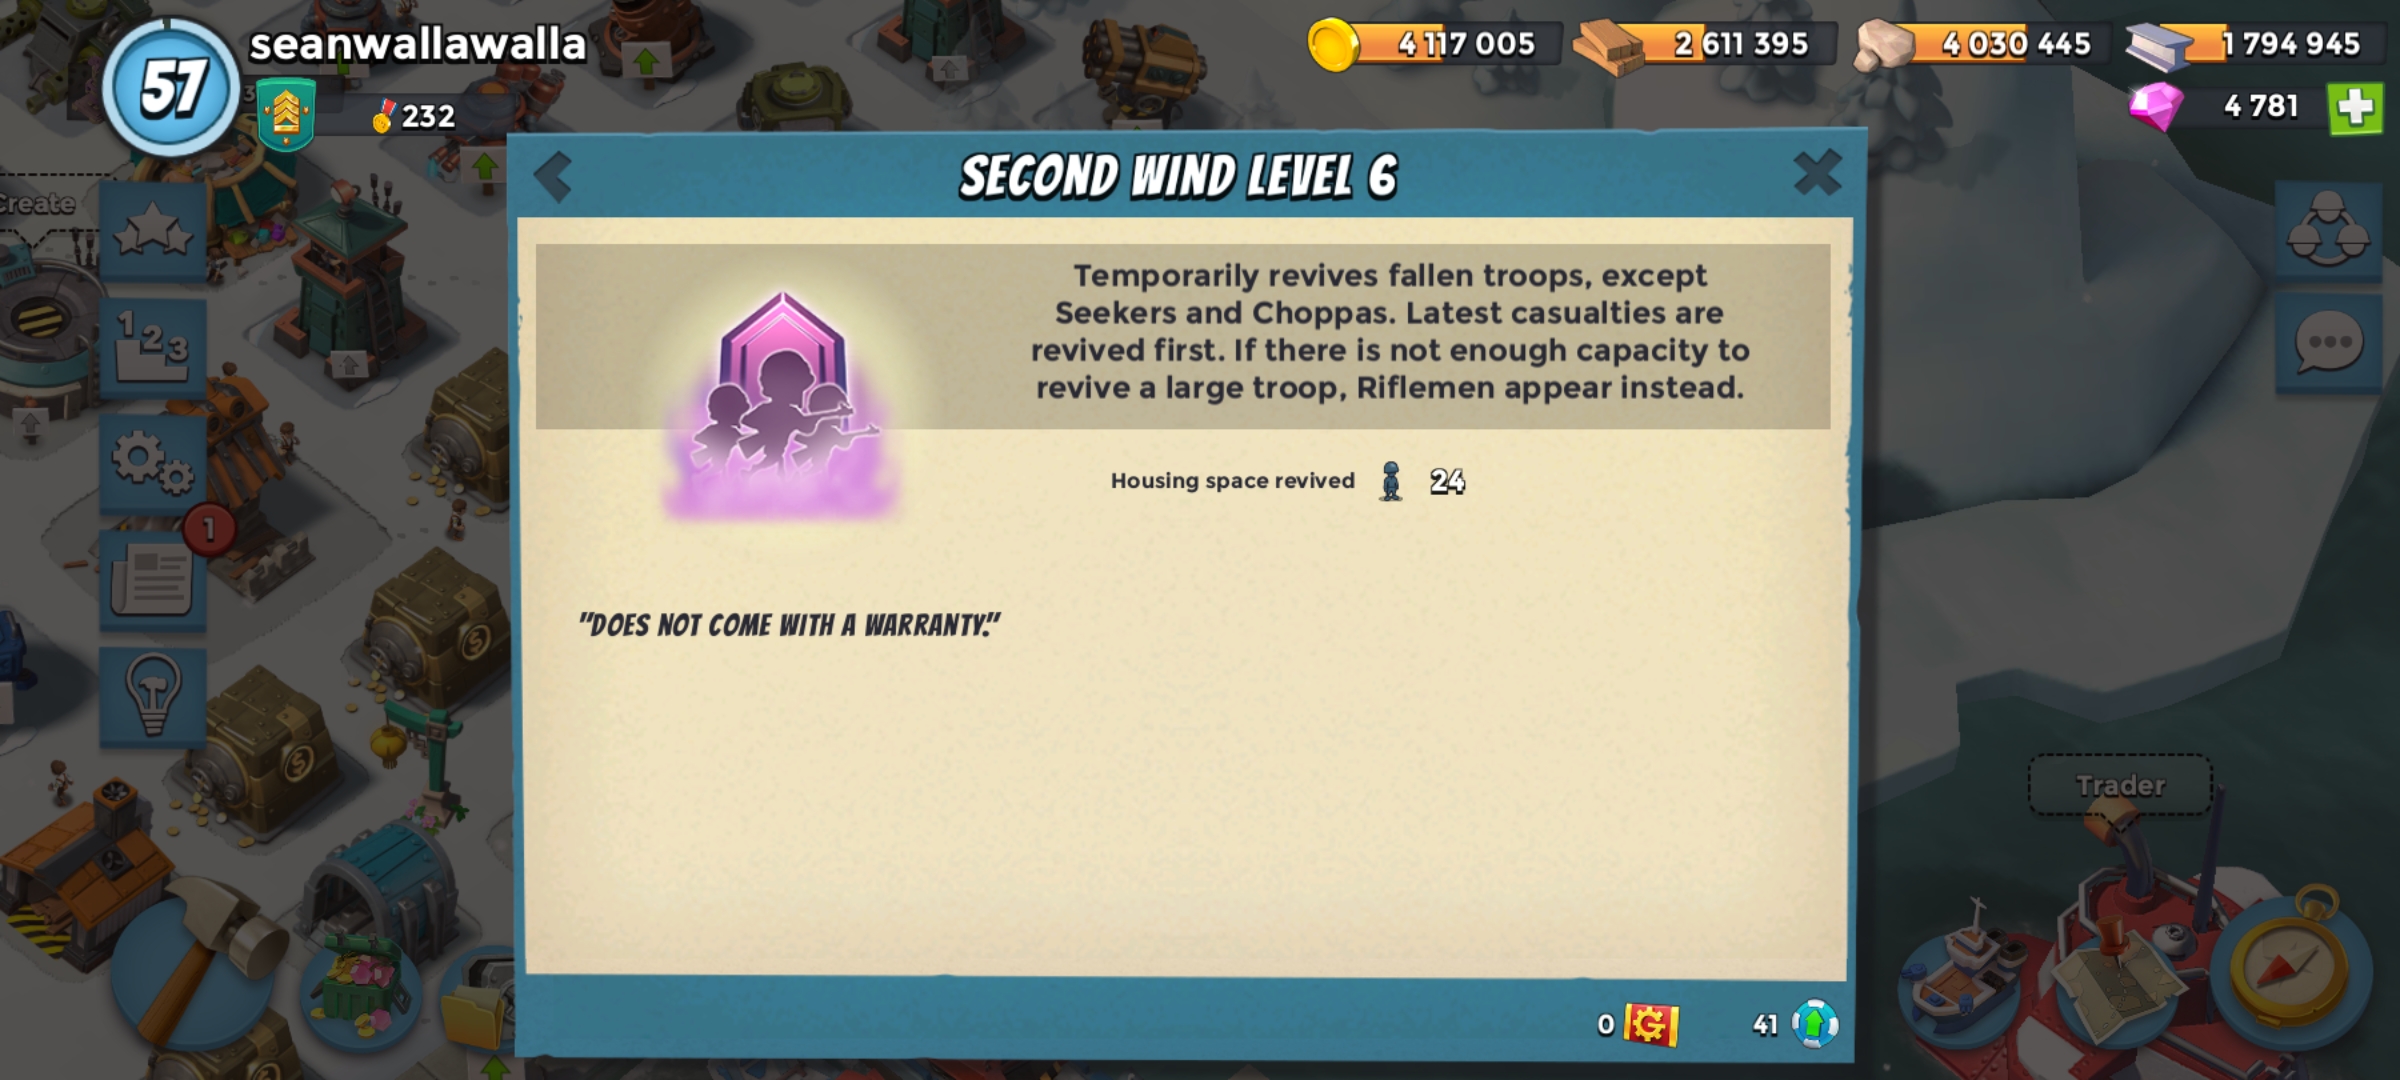 57
seanwallawalla
232
4 117 005
2 611 395
4 030 445
1 794 945
4 781
SECOND WIND LEVEL 6
Create
Temporarily revives fallen troops, except
Seekers and Choppas. Latest casualties are
revived first. If there is not enough capacity to
revive a large troop, Riflemen appear instead.
1 2 3
Housing space revived 24
1
"DOES NOT COME WITH A WARRANTY."
Trader
0 G
41